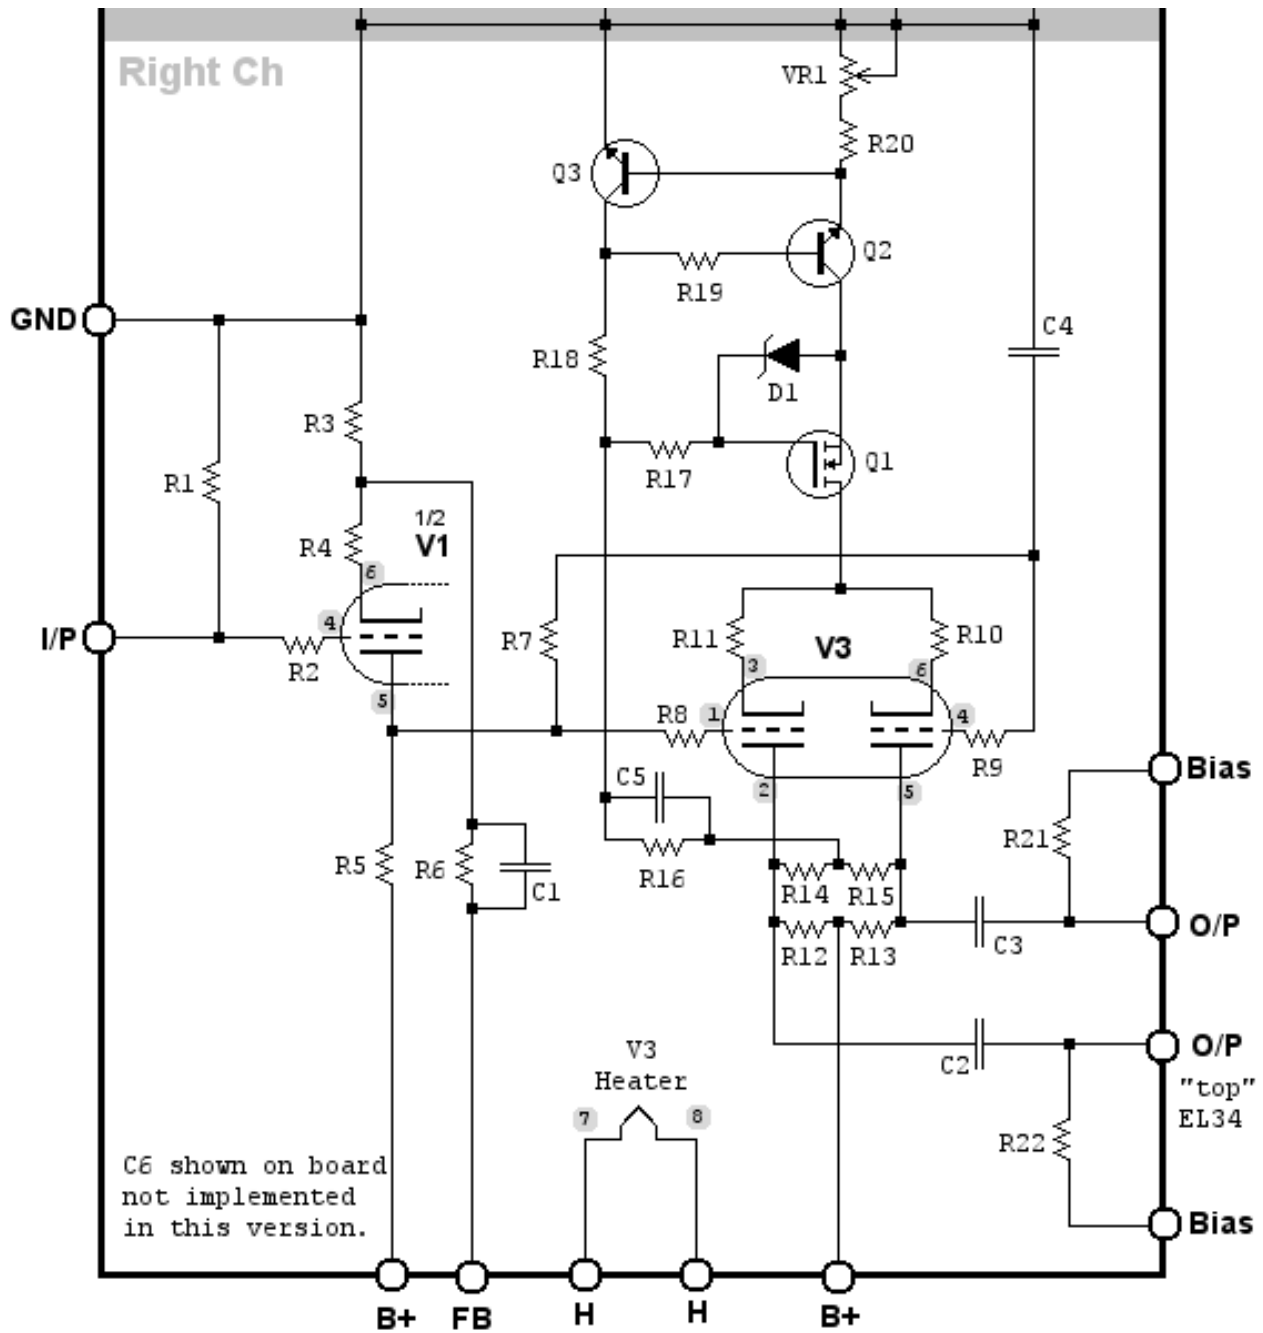 Right Ch
VR1
R20
Q3
Q2
R19
GND
C4
R18
D1
R3
Q1
R17
R1
1/2
V1
R4
6
4
I/P
R2
R7
R11
V3
R10
3
6
5
R8
1
4
R9
Bias
C5
2
5
R21
R5
R6
C1
R16
R14
R15
O/P
R12
R13
C3
V3
Heater
C2
O/P
"top"
EL34
7
8
R22
C6 shown on board
not implemented
in this version.
Bias
B+
FB
H
H
B+